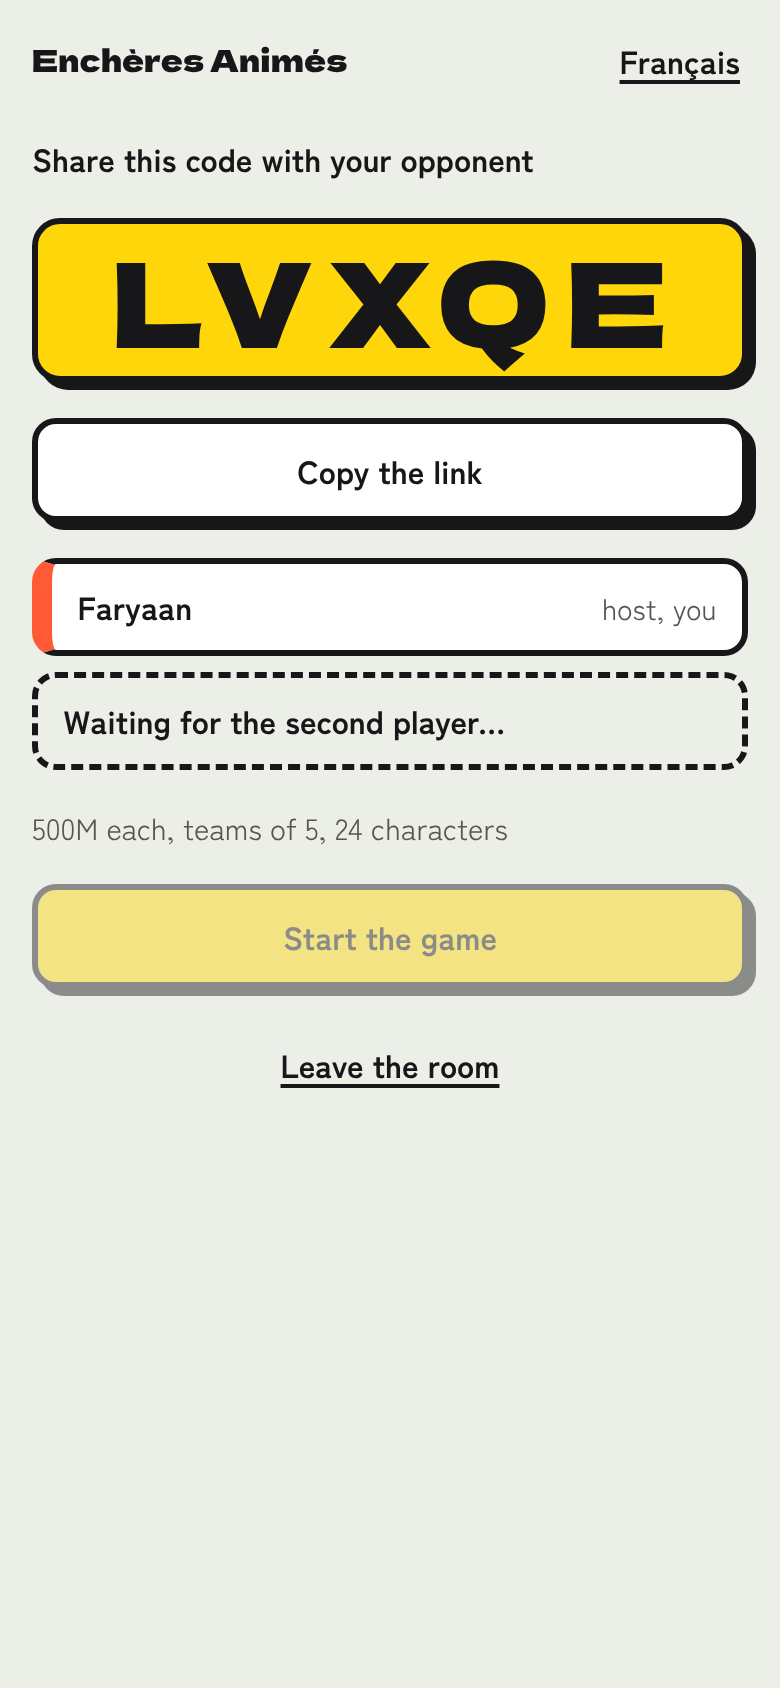 Enchères Animés
Français
Share this code with your opponent
LVXQE
Copy the link
Faryaan
host, you
Waiting for the second player...
500M each, teams of 5, 24 characters
Start the game
Leave the room